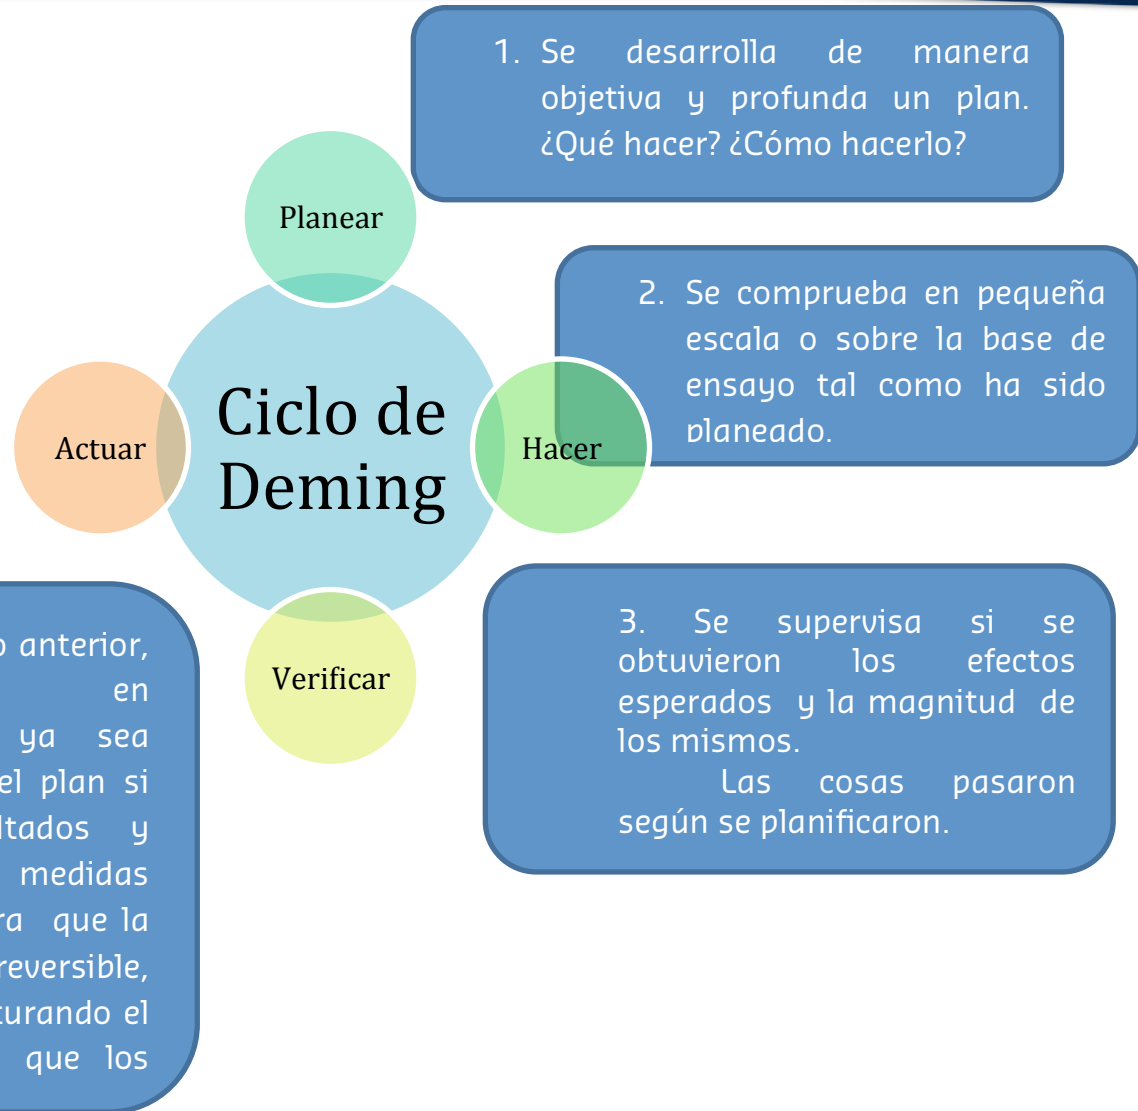 1. Se desarrolla de manera
objetiva y profunda un plan.
¿Qué hacer? ¿Cómo hacerlo?
Planear
2. Se comprueba en pequeña
escala o sobre la base de
ensayo tal como ha sido
planeado.
Ciclo de
Deming
Actuar
Hacer
Verificar
3. Se supervisa si se
obtuvieron los efectos
esperados y la magnitud de
los mismos.
Las cosas pasaron
según se planificaron.
anterior,
en
ya sea
el plan si
y
medidas
que la
el
que los